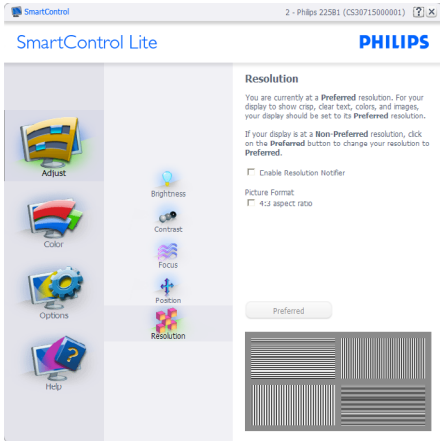 SmartControl
2 - Philips 225B1 (CS30715000001)
SmartControl Lite
PHILIPS
Adjust
Color
Options
Help
Brightness
Contrast
Focus
Position
Resolution
Resolution
You are currently at a Preferred resolution. For your
display to show crisp, clear text, colors, and images,
your display should be set to its Preferred resolution.
If your display is at a Non-Preferred resolution, click
on the Preferred button to change your resolution to
Preferred.
Enable Resolution Notifier
Picture Format
4:3 aspect ratio
Preferred